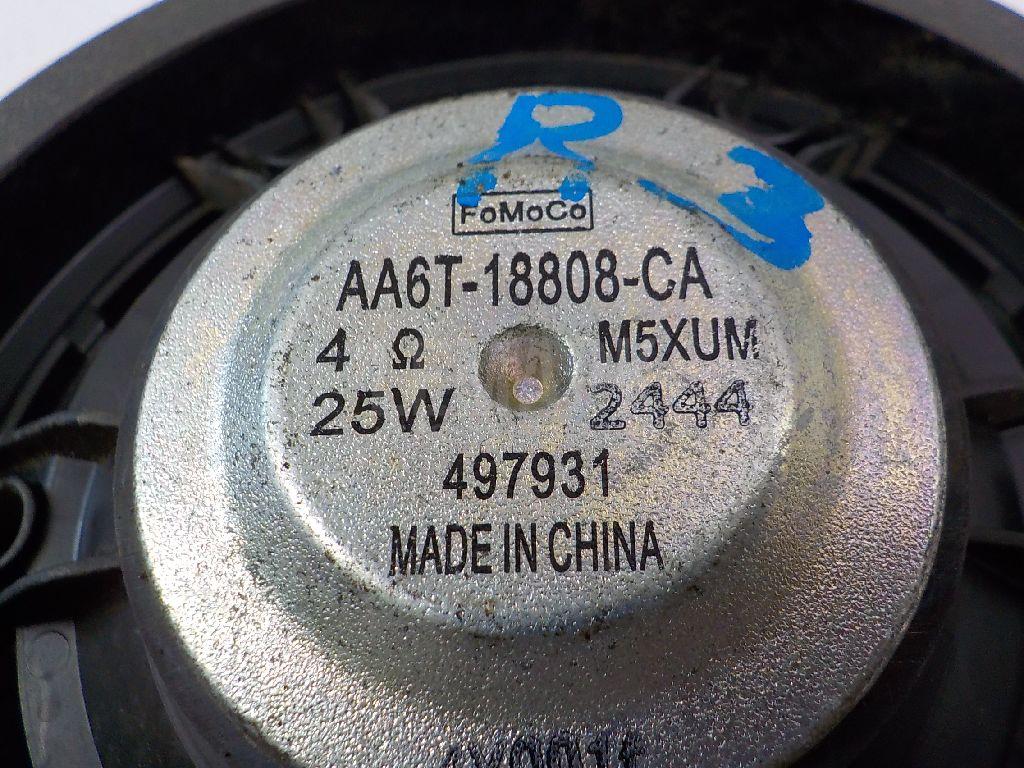 R-3
FoMoCo
AA6T-18808-CA
4 Ω M5XUM
25W 2444
497931
MADE IN CHINA